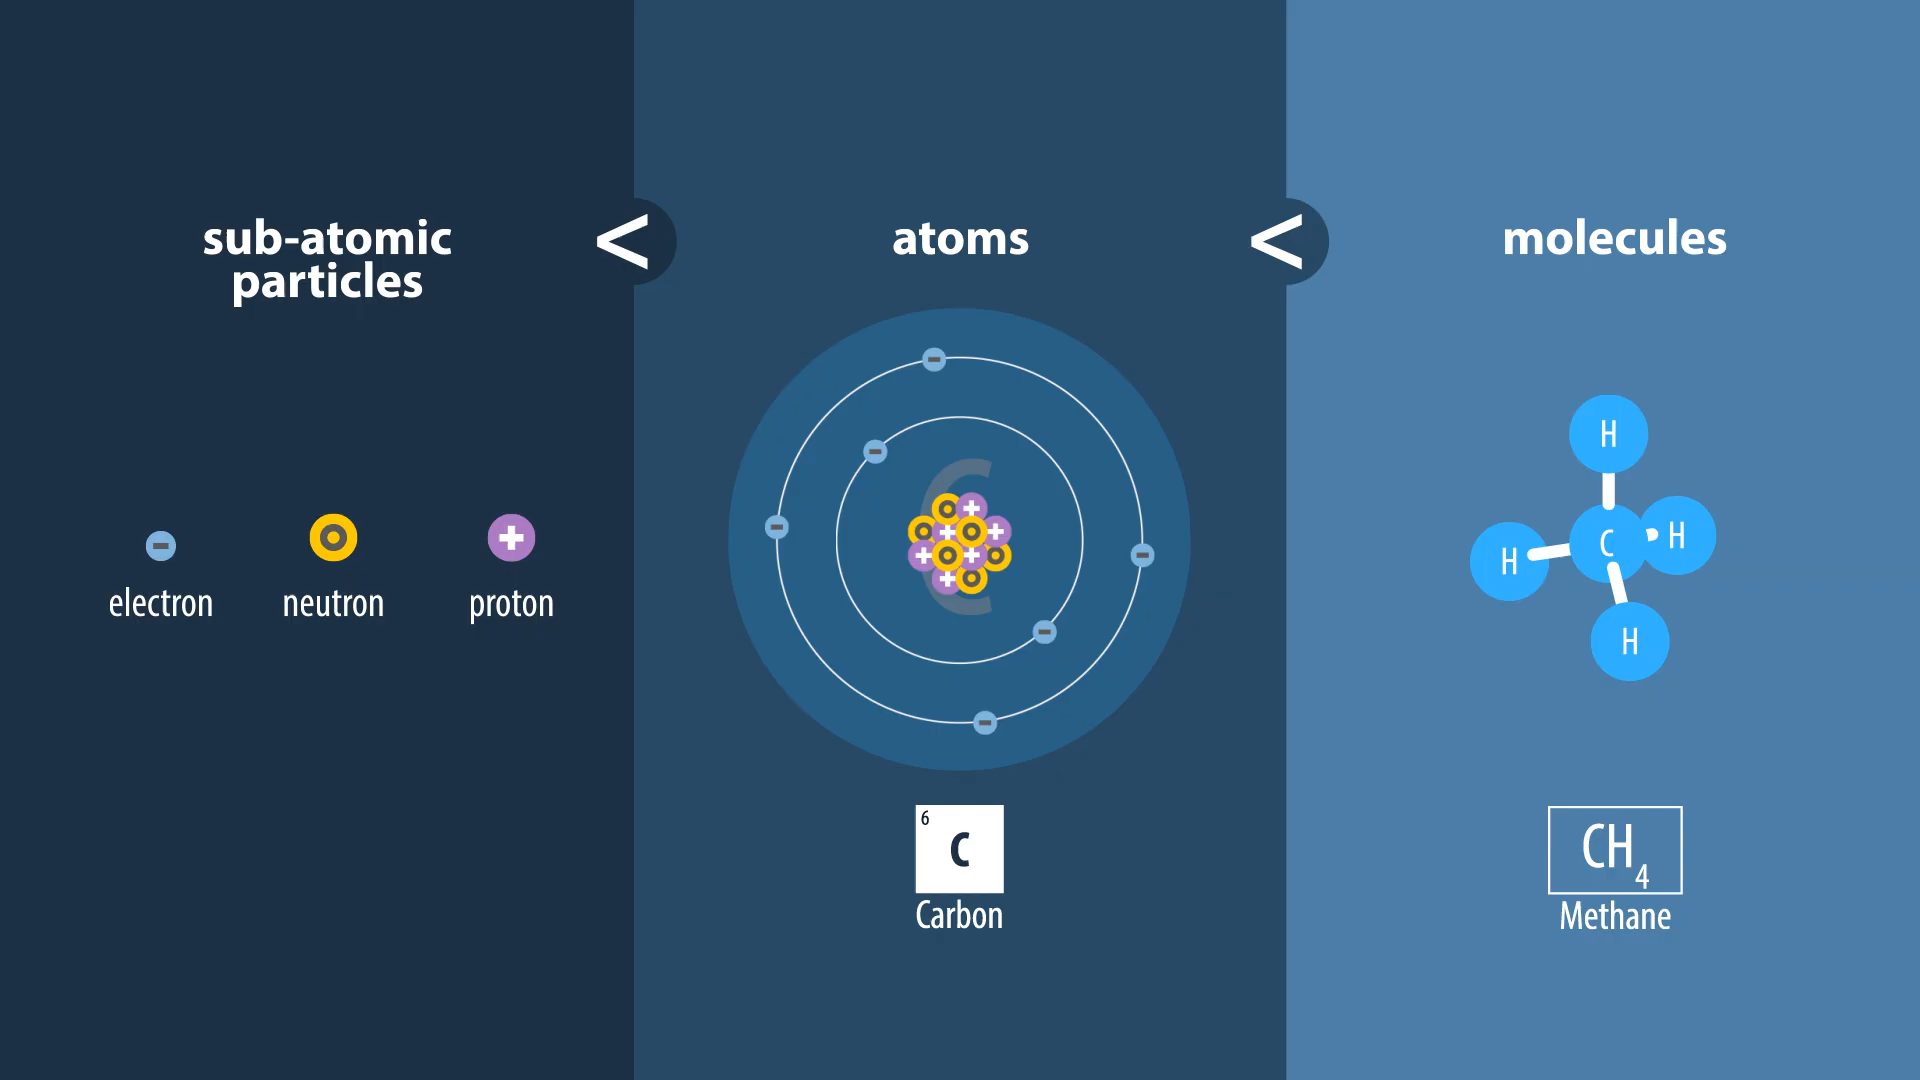 sub-atomic
particles
<
atoms
<
molecules
electron
neutron
proton
C
H
H
C
H
H
6
C
Carbon
CH4
Methane